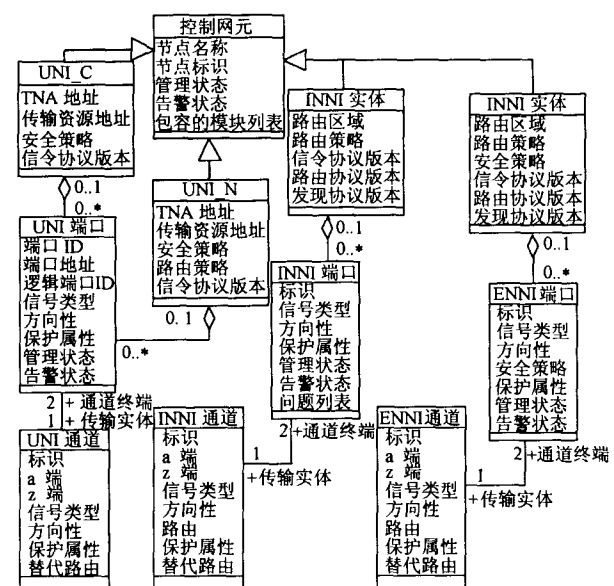 控制网元
节点名称
节点标识
管理状态
告警状态
包容的模块列表
UNI_C
TNA 地址
传输资源地址
安全策略
信令协议版本
0..1
0..*
UNI 端口
端口 ID
端口地址
逻辑端口ID
信号类型
方向性
保护属性
管理状态
告警状态
2
+ 通道终端
1
+ 传输实体
UNI 通道
标识
a 端
z 端
信号类型
方向性
保护属性
替代路由
UNI_N
TNA 地址
传输资源地址
安全策略
路由策略
信令协议版本
0. 1
0..*
INNI 实体
路由区域
路由策略
信令协议版本
路由协议版本
发现协议版本
0..1
0..*
INNI 端口
标识
信号类型
方向性
保护属性
管理状态
告警状态
问题列表
2
+通道终端
1
+传输实体
INNI 通道
标识
a 端
z 端
信号类型
方向性
路由
保护属性
替代路由
INNI 实体
路由区域
路由策略
安全策略
信令协议版本
路由协议版本
发现协议版本
0..1
0..*
ENNI 端口
标识
信号类型
方向性
安全策略
保护属性
管理状态
告警状态
2
+通道终端
1
+传输实体
ENNI 通道
标识
a 端
z 端
信号类型
方向性
路由
保护属性
替代路由